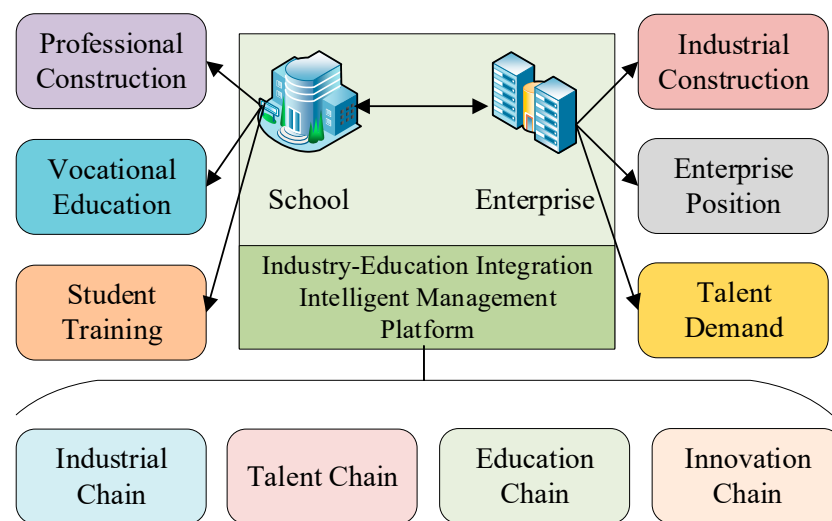 Professional
Construction
Industrial
Construction
Vocational
Education
School
Enterprise
Enterprise
Position
Student
Training
Industry-Education Integration
Intelligent Management
Platform
Talent
Demand
Industrial
Chain
Talent Chain
Education
Chain
Innovation
Chain